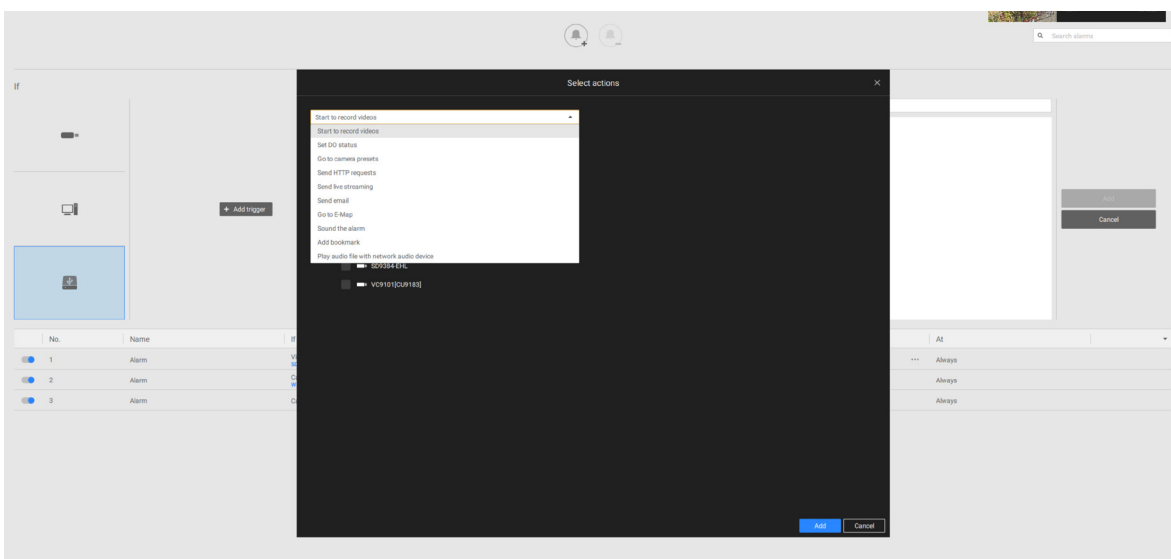 Search alarms
If
Select actions
Start to record videos
Start to record videos
Set DO status
Go to camera presets
Send HTTP requests
Send live streaming
Send email
Go to E-Map
Sound the alarm
Add bookmark
Play audio file with network audio device
SD9384-EHL
VC9101[CU9183]
+ Add trigger
Add
Cancel
No. Name If At
1 Alarm Always
2 Alarm Always
3 Alarm Always
Add Cancel